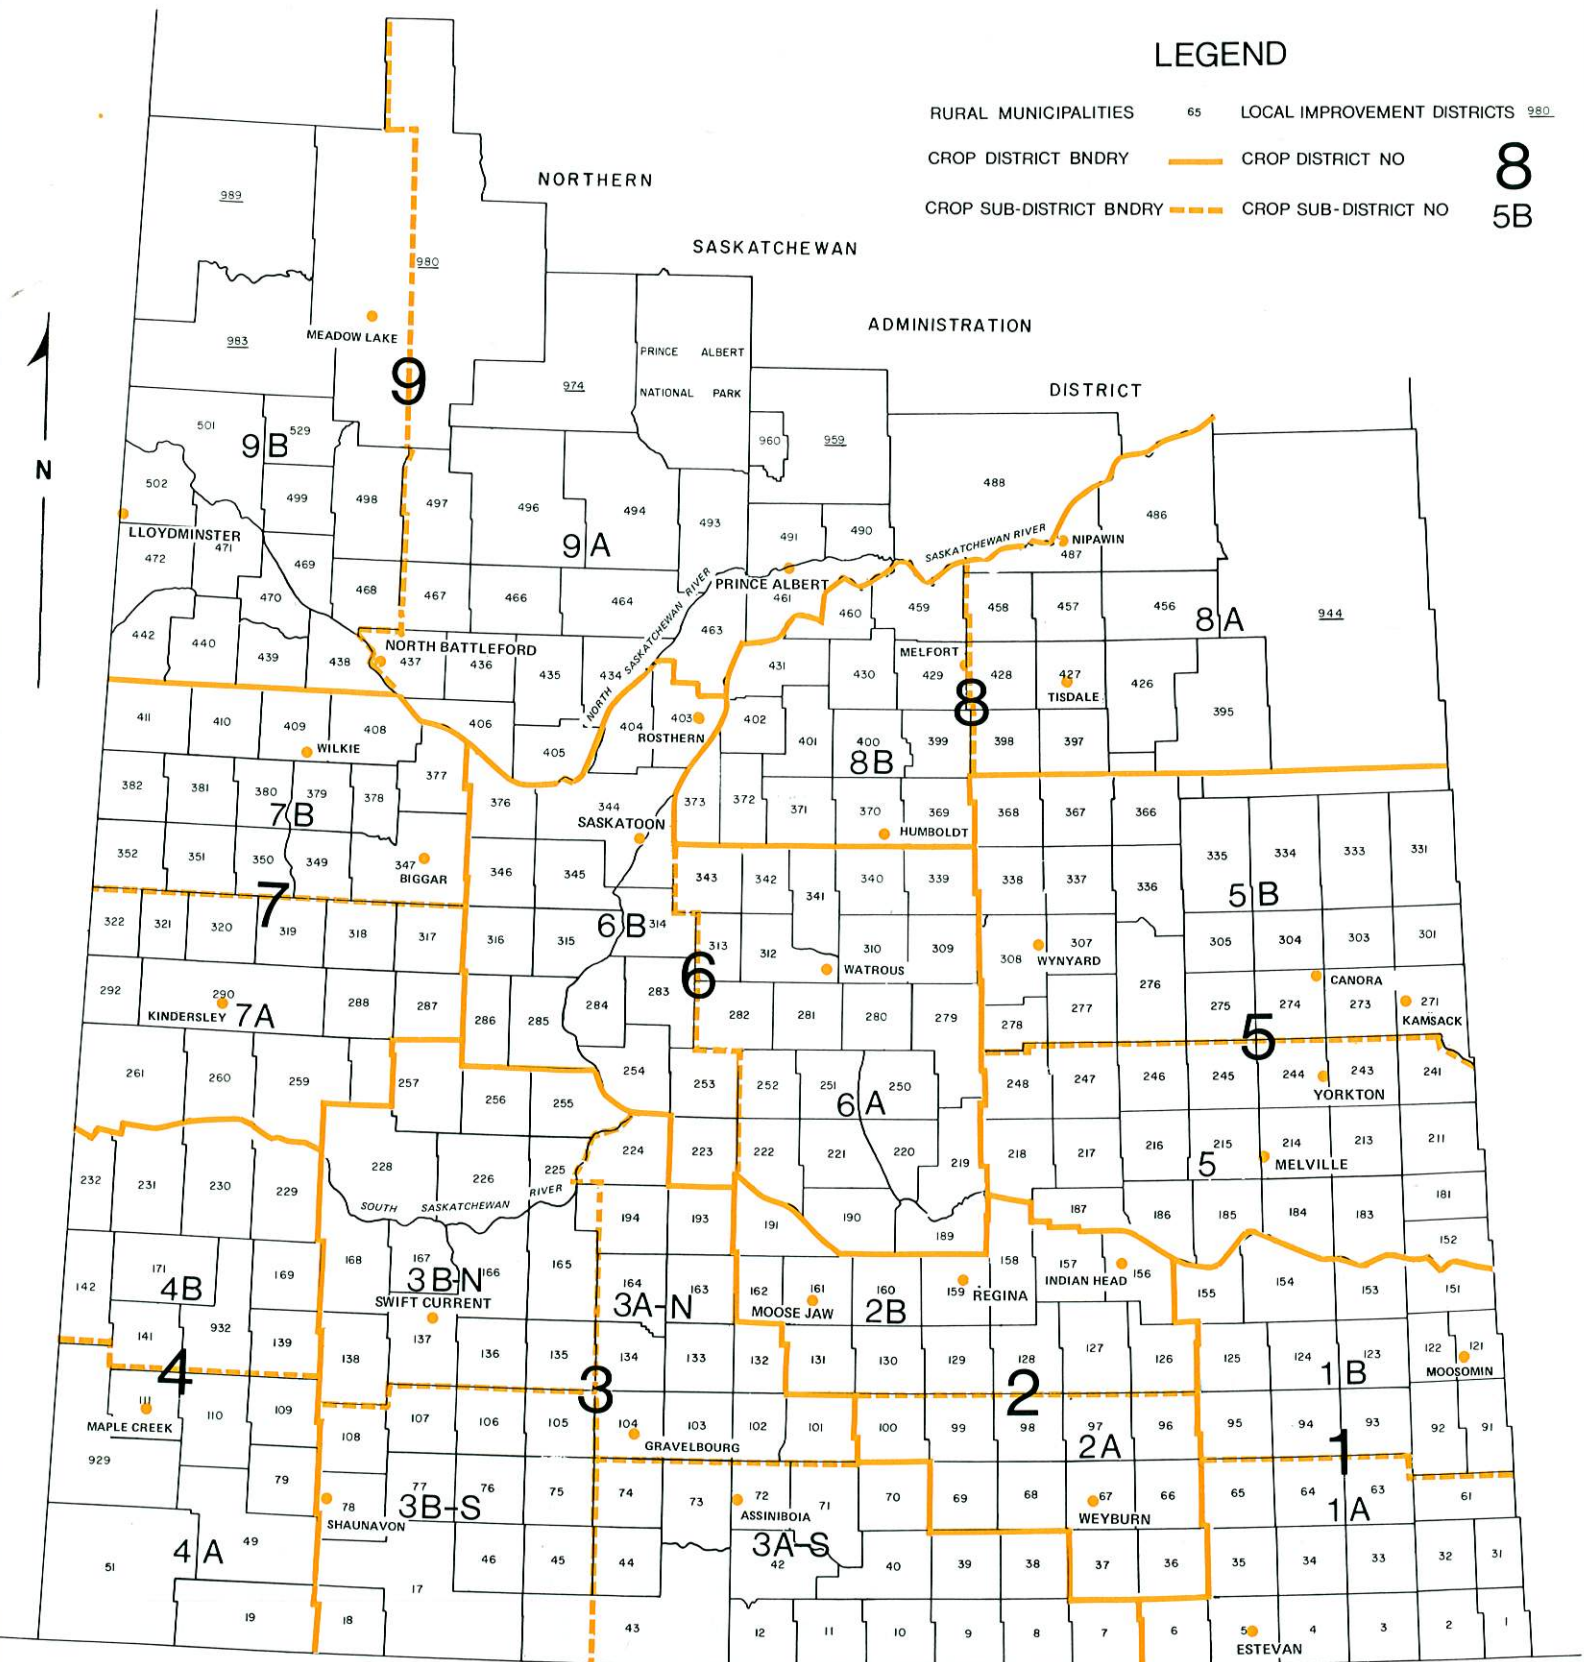 LEGEND
RURAL MUNICIPALITIES 65 LOCAL IMPROVEMENT DISTRICTS 980
CROP DISTRICT BNDRY CROP DISTRICT NO 8
CROP SUB-DISTRICT BNDRY CROP SUB-DISTRICT NO 5B
NORTHERN
SASKATCHEWAN
ADMINISTRATION
DISTRICT
989
980
983
MEADOW LAKE
9
974
PRINCE ALBERT
NATIONAL PARK
960 959
N
501 9B 529
502 499 498 497 496 494 493 491 490 488 486
LLOYDMINSTER
SASKATCHEWAN RIVER
NIPAWIN
487
472 471 469 9A
PRINCE ALBERT
470 468 467 466 464 461 460 459 458 457 456 8A 944
NORTH SASKATCHEWAN RIVER
463
442 440 439 438 437 436 435 434 431 430 429 428 427 426
NORTH BATTLEFORD
MELFORT
TISDALE
8
395
411 410 409 408 406 405 404 403 402 401 400 399 398 397
WILKIE
ROSTHERN
8B
382 381 380 379 378 377 376 344 373 372 371 370 369 368 367 366
7B
SASKATOON
HUMBOLDT
352 351 350 349 347 346 345 343 342 341 340 339 338 337 336 335 334 333 331
BIGGAR
5B
7
322 321 320 319 318 317 316 315 6B 314 313 312 310 309 308 307 305 304 303 301
WATROUS
WYNYARD
CANORA
6
292 290 288 287 286 285 284 283 282 281 280 279 278 277 276 275 274 273 271
KINDERSLEY 7A
KAMSACK
5
261 260 259 257 256 255 254 253 252 251 250 248 247 246 245 244 243 241
6A
YORKTON
232 231 230 229 228 226 225 224 223 222 221 220 219 218 217 216 215 214 213 211
5
MELVILLE
SOUTH SASKATCHEWAN RIVER
194 193 191 190 189 187 186 185 184 183 181
152
142 171 169 168 167 166 165 164 163 162 161 160 159 158 157 156 155 154 153 151
4B
3B-N
3A-N
2B
SWIFT CURRENT
MOOSE JAW
REGINA
INDIAN HEAD
141 932 139 138 137 136 135 134 133 132 131 130 129 128 127 126 125 124 123 122 121
1B
MOOSOMIN
4
3
2
111 110 109 108 107 106 105 104 103 102 101 100 99 98 97 96 95 94 93 92 91
MAPLE CREEK
GRAVELBOURG
2A
1
929 79 78 77 76 75 74 73 72 71 70 69 68 67 66 65 64 63 61
SHAUNAVON
3B-S
ASSINIBOIA
WEYBURN
1A
3A-S
51 4A 49 46 45 44 42 40 39 38 37 36 35 34 33 32 31
19 18 17 43 12 11 10 9 8 7 6 5 4 3 2 1
ESTEVAN